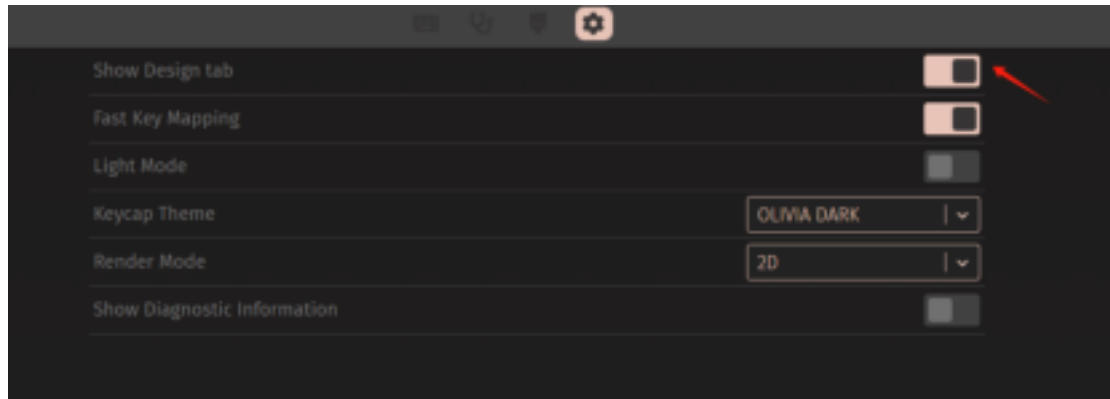 Show Design tab
Fast Key Mapping
Light Mode
Keycap Theme
OLIVIA DARK
Render Mode
2D
Show Diagnostic Information